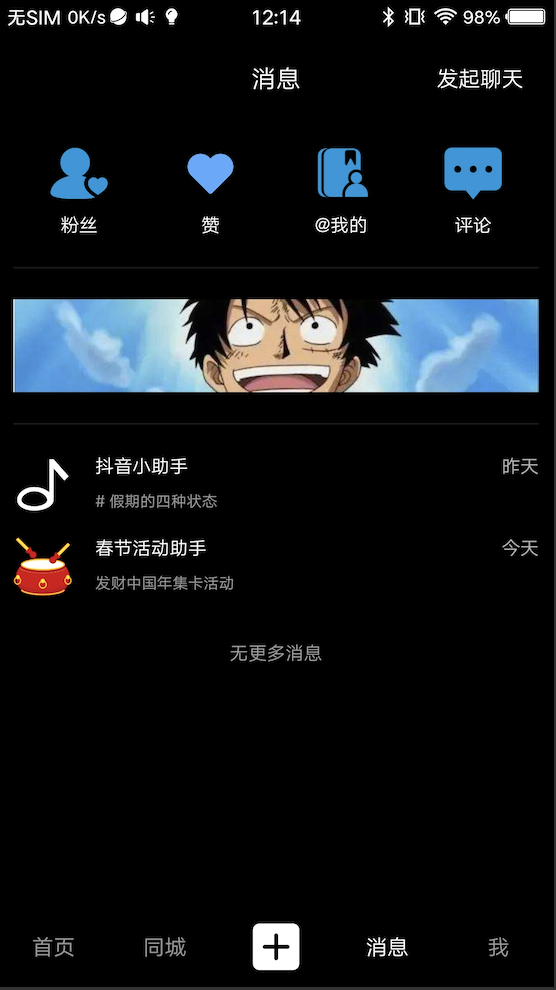 无SIM 0K/s 12:14 98%
消息 发起聊天
粉丝 赞 @我的 评论
抖音小助手 昨天
# 假期的四种状态
春节活动助手 今天
发财中国年集卡活动
无更多消息
首页 同城 消息 我